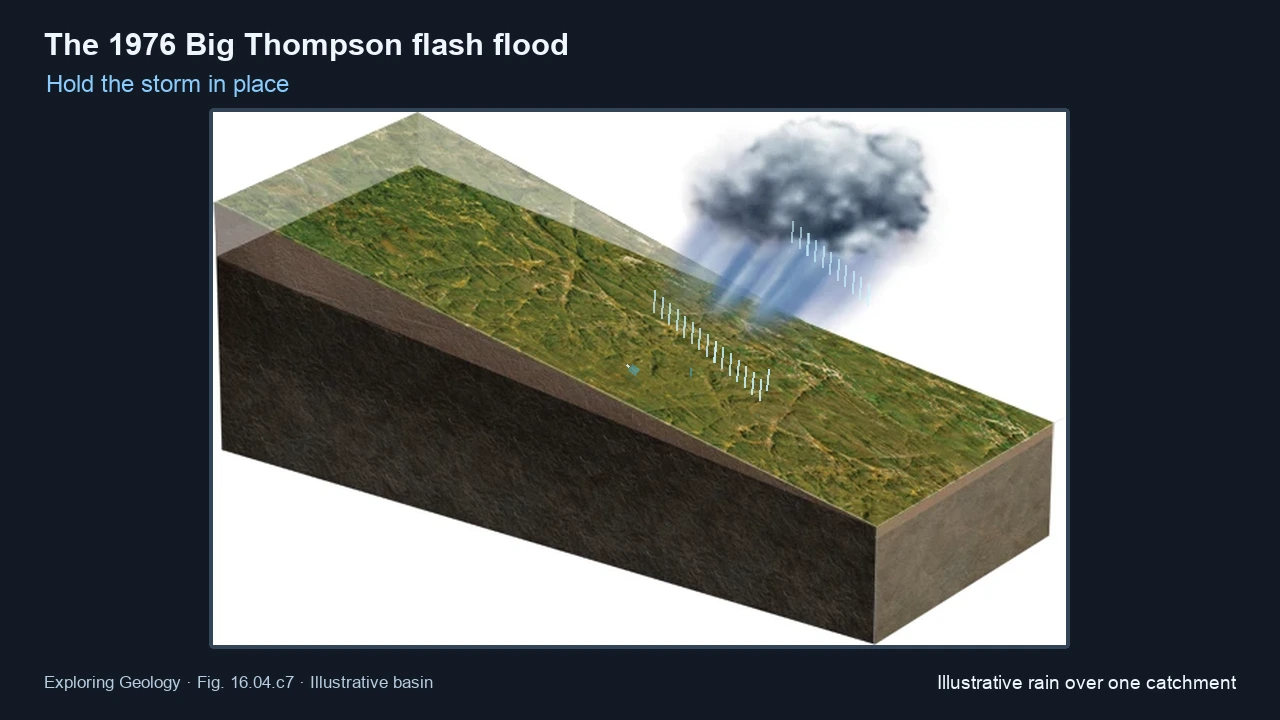 The 1976 Big Thompson flash flood
Hold the storm in place
Exploring Geology · Fig. 16.04.c7 · Illustrative basin
Illustrative rain over one catchment